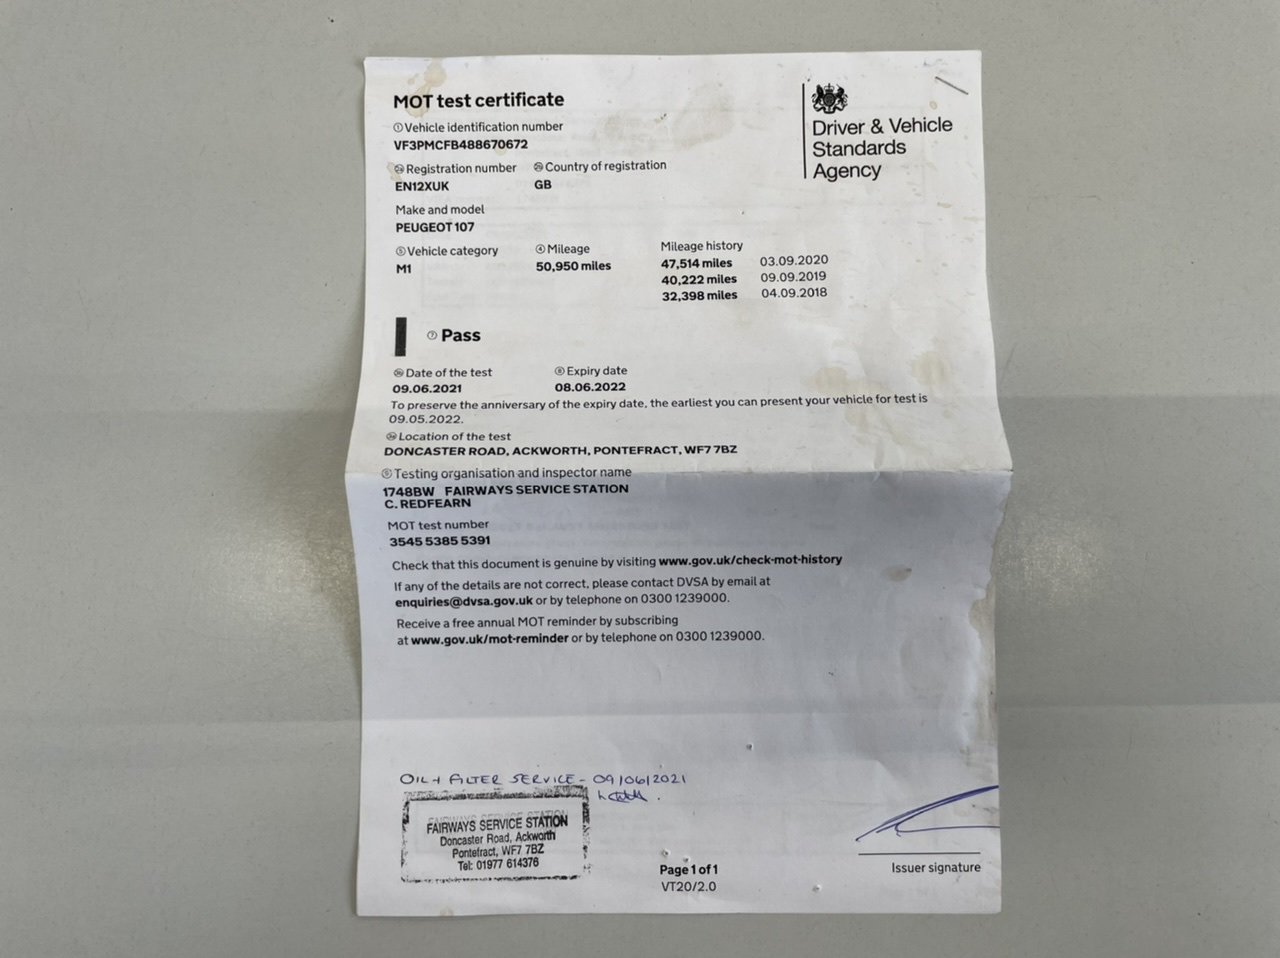 MOT test certificate
① Vehicle identification number
VF3PMCFB488670672
Registration number
EN12XUK
Country of registration
GB
Make and model
PEUGEOT 107
⑤ Vehicle category
M1
④ Mileage
50,950 miles
Mileage history
47,514 miles 03.09.2020
40,222 miles 09.09.2019
32,398 miles 04.09.2018
⑦ Pass
Date of the test
09.06.2021
⑧ Expiry date
08.06.2022
To preserve the anniversary of the expiry date, the earliest you can present your vehicle for test is
09.05.2022.
Location of the test
DONCASTER ROAD, ACKWORTH, PONTEFRACT, WF7 7BZ
Testing organisation and inspector name
1748BW FAIRWAYS SERVICE STATION
C. REDFEARN
MOT test number
3545 5385 5391
Check that this document is genuine by visiting www.gov.uk/check-mot-history
If any of the details are not correct, please contact DVSA by email at
enquiries@dvsa.gov.uk or by telephone on 0300 1239000.
Receive a free annual MOT reminder by subscribing
at www.gov.uk/mot-reminder or by telephone on 0300 1239000.
Driver & Vehicle
Standards
Agency
OIL + FILTER SERVICE - 09/06/2021
FAIRWAYS SERVICE STATION
Doncaster Road, Ackworth
Pontefract, WF7 7BZ
Tel: 01977 614376
Page 1 of 1
VT20/2.0
Issuer signature